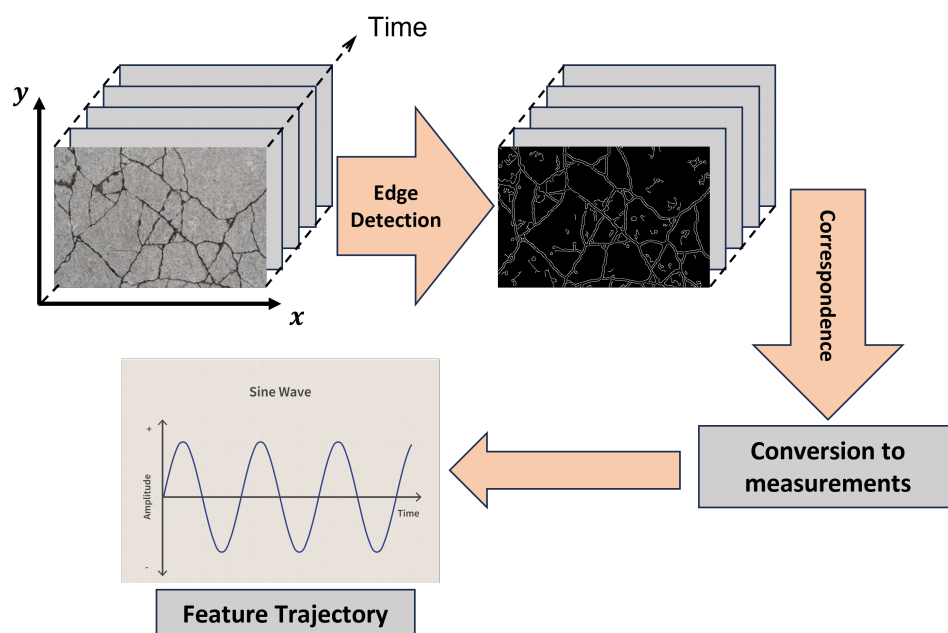 Time
y
x
Edge
Detection
Correspondence
Conversion to
measurements
Sine Wave
+
Amplitude
Time
-
Feature Trajectory